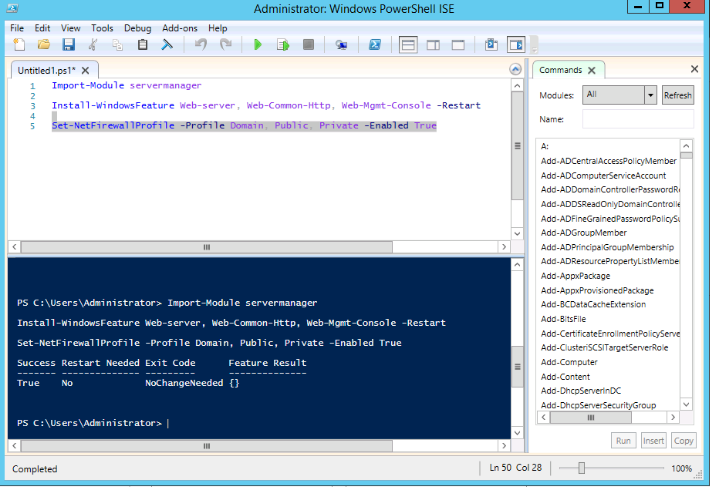 Administrator: Windows PowerShell ISE
File Edit View Tools Debug Add-ons Help
Untitled1.ps1* X
1 Import-Module servermanager
2
3 Install-WindowsFeature Web-server, Web-Common-Http, Web-Mgmt-Console -Restart
4
5 Set-NetFirewallProfile -Profile Domain, Public, Private -Enabled True
PS C:\Users\Administrator> Import-Module servermanager
Install-WindowsFeature Web-server, Web-Common-Http, Web-Mgmt-Console -Restart
Set-NetFirewallProfile -Profile Domain, Public, Private -Enabled True
Success Restart Needed Exit Code Feature Result
------- -------------- --------- --------------
True No NoChangeNeeded {}
PS C:\Users\Administrator>
Completed
Ln 50 Col 28
100%
Commands X
Modules: All Refresh
Name:
A:
Add-ADCentralAccessPolicyMember
Add-ADComputerServiceAccount
Add-ADDomainControllerPasswordRe
Add-ADDSReadOnlyDomainControlle
Add-ADFineGrainedPasswordPolicySu
Add-ADGroupMember
Add-ADPrincipalGroupMembership
Add-ADResourcePropertyListMembe
Add-AppxPackage
Add-AppxProvisionedPackage
Add-BCDataCacheExtension
Add-BitsFile
Add-CertificateEnrollmentPolicyServe
Add-ClusteriSCSITargetServerRole
Add-Computer
Add-Content
Add-DhcpServerInDC
Add-DhcpServerSecurityGroup
Run Insert Copy